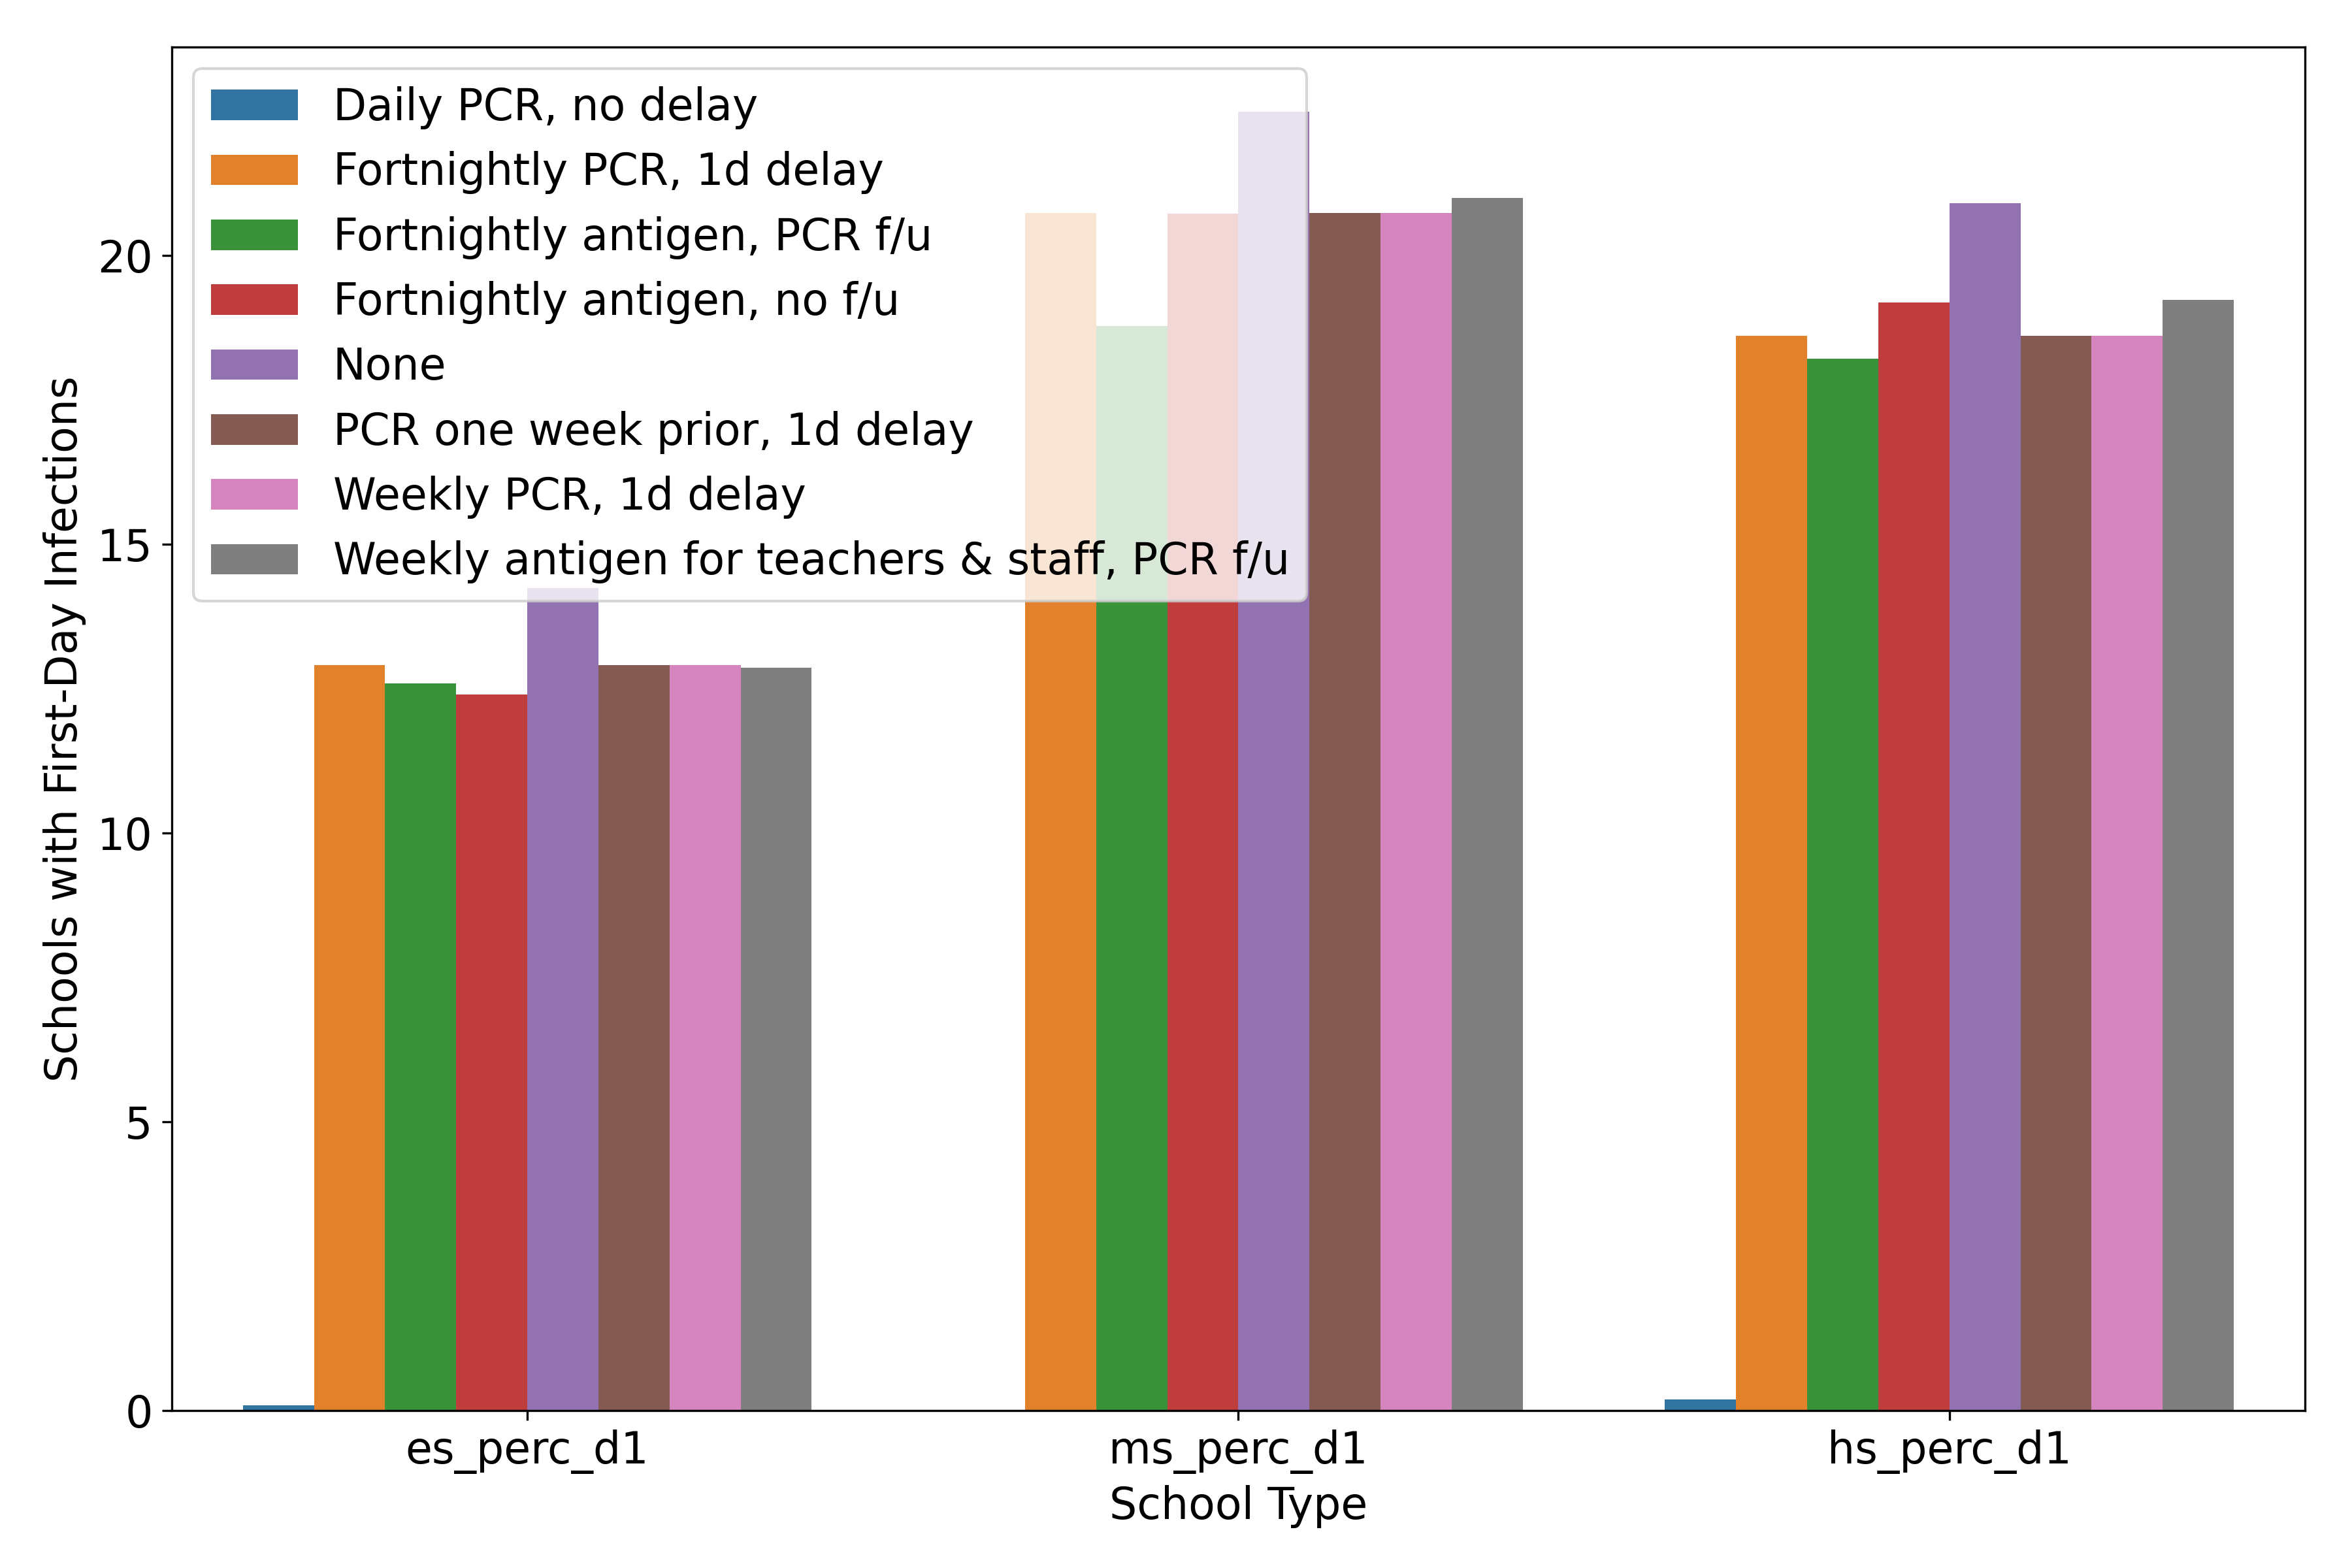 Daily PCR, no delay
Fortnightly PCR, 1d delay
Fortnightly antigen, PCR f/u
Fortnightly antigen, no f/u
None
PCR one week prior, 1d delay
Weekly PCR, 1d delay
Weekly antigen for teachers & staff, PCR f/u
Schools with First-Day Infections
20
15
10
5
0
es_perc_d1
ms_perc_d1
hs_perc_d1
School Type